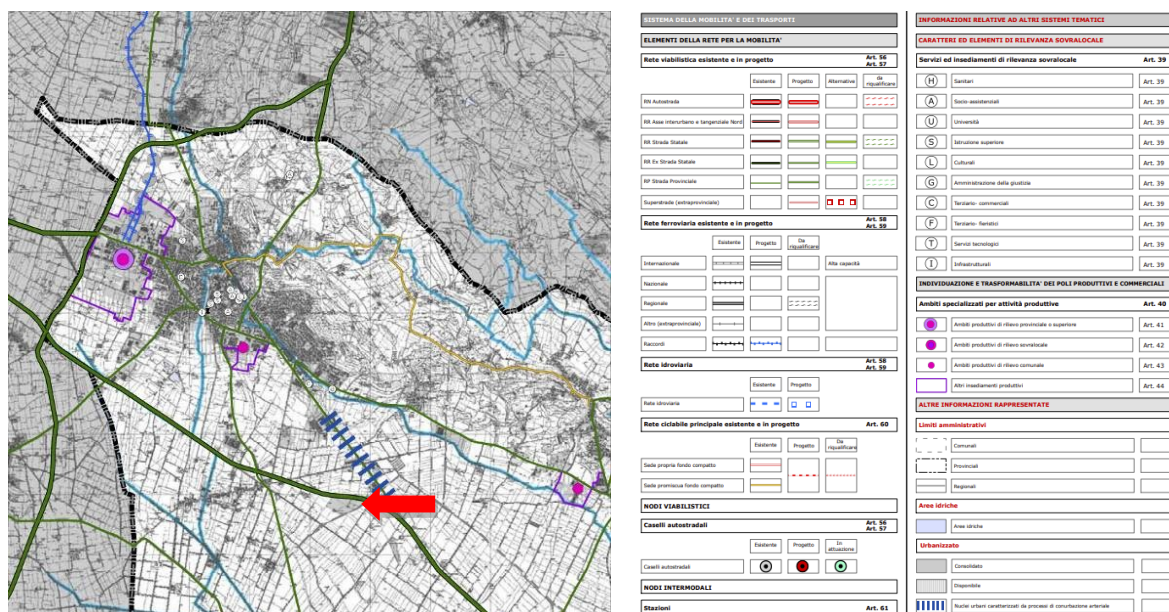 SISTEMA DELLA MOBILITA' E DEI TRASPORTI
ELEMENTI DELLA RETE PER LA MOBILITA'
Rete viabilistica esistente e in progetto Art. 56
Art. 57
Esistente Progetto Alternative da
riqualificare
RN Autostrada
RR Asse interurbano e tangenziale Nord
RR Strada Statale
RR Ex Strada Statale
RP Strada Provinciale
Superstrade (extraprovinciale)
Rete ferroviaria esistente e in progetto Art. 58
Art. 59
Esistente Progetto Da
riqualificare
Internazionale Alta capacità
Nazionale
Regionale
Altro (extraprovinciale)
Raccordi
Rete idroviaria Art. 58
Art. 59
Esistente Progetto
Rete idroviaria
Rete ciclabile principale esistente e in progetto Art. 60
Esistente Progetto Da
riqualificare
Sede propria fondo compatto
Sede promiscua fondo compatto
NODI VIABILISTICI
Caselli autostradali Art. 56
Art. 57
Esistente Progetto In
attuazione
Caselli autostradali
NODI INTERMODALI
Stazioni Art. 61
INFORMAZIONI RELATIVE AD ALTRI SISTEMI TEMATICI
CARATTERI ED ELEMENTI DI RILEVANZA SOVRALOCALE
Servizi ed insediamenti di rilevanza sovralocale Art. 39
H Sanitari Art. 39
A Socio-assistenziali Art. 39
U Università Art. 39
S Istruzione superiore Art. 39
L Culturali Art. 39
G Amministrazione della giustizia Art. 39
C Terziario- commerciali Art. 39
F Terziario- fieristici Art. 39
T Servizi tecnologici Art. 39
I Infrastrutturali Art. 39
INDIVIDUAZIONE E TRASFORMABILITA' DEI POLI PRODUTTIVI E COMMERCIALI
Ambiti specializzati per attività produttive Art. 40
Ambiti produttivi di rilievo provinciale o superiore Art. 41
Ambiti produttivi di rilievo sovralocale Art. 42
Ambiti produttivi di rilievo comunale Art. 43
Altri insediamenti produttivi Art. 44
ALTRE INFORMAZIONI RAPPRESENTATE
Limiti amministrativi
Comunali
Provinciali
Regionali
Aree idriche
Aree idriche
Urbanizzato
Consolidato
Disponibile
Nuclei urbani caratterizzati da processi di conurbazione arteriale